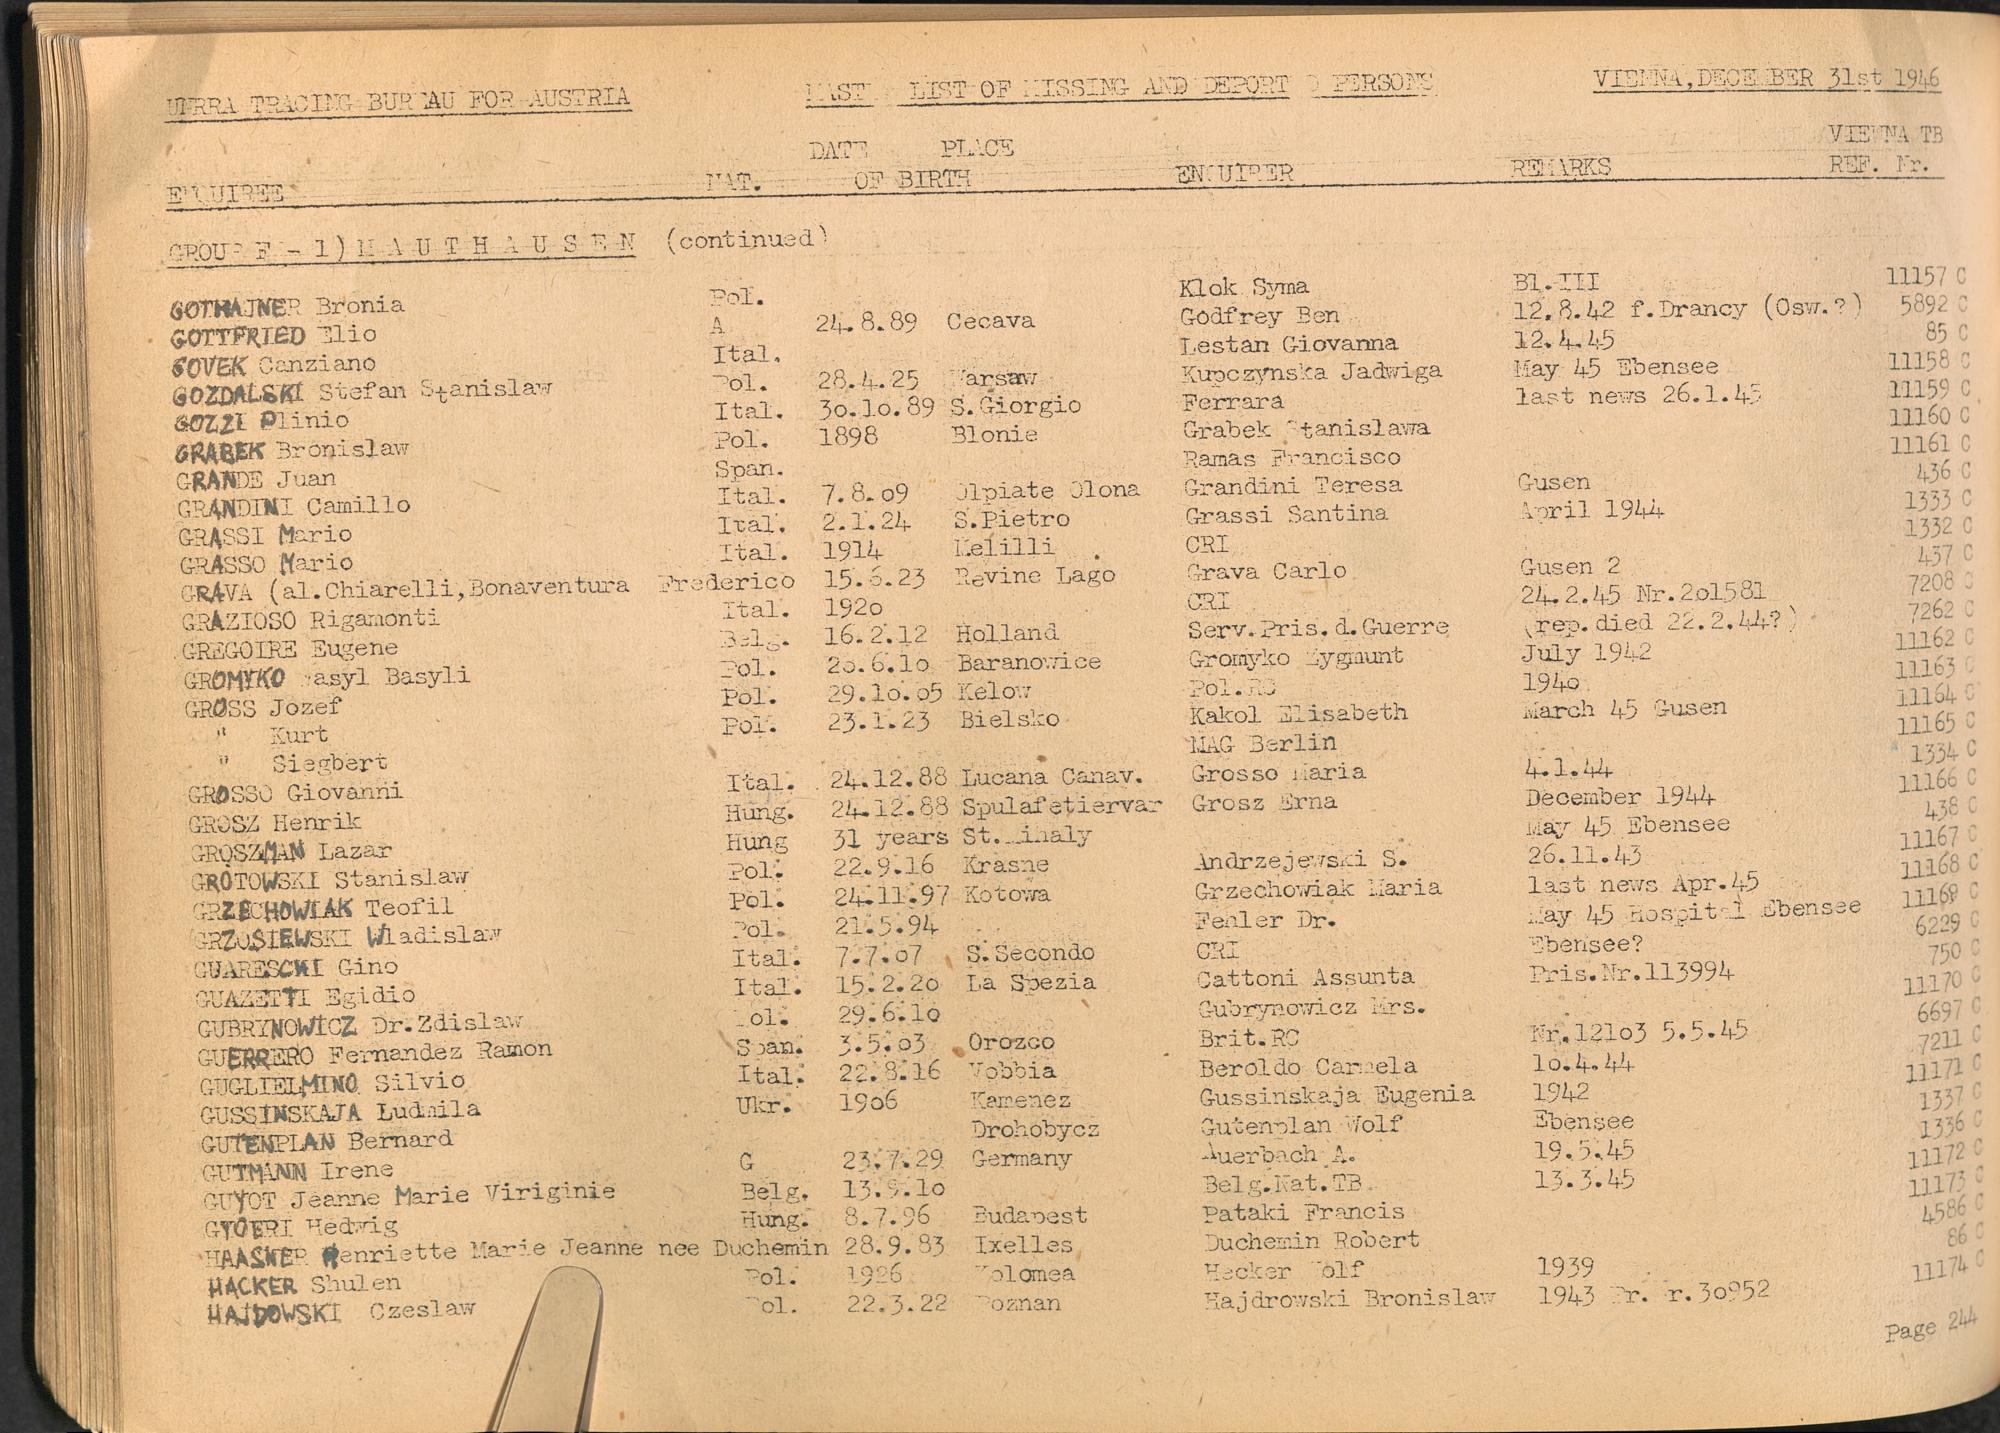 UNRRA TRACING BUREAU FOR AUSTRIA MASTER LIST OF MISSING AND DEPORTED PERSONS VIENNA,DECEMBER 31st 1946
DATE PLACE VIENNA TB
ENQUIREE NAT. OF BIRTH ENQUIRER REMARKS REF. Nr.
GROUP F - 1) M A U T H A U S E N (continued)
GOTHAJNER Bronia Pol. Klok Syma Bl.III 11157 C
GOTTFRIED Elio A 24.8.89 Cecava Godfrey Ben 12.8.42 f.Drancy (Osw.?) 5892 C
GOVEK Canziano Ital. Lestan Giovanna 12.4.45 85 C
GOZDALSKI Stefan Stanislaw Pol. 28.4.25 Warsaw Kupczynska Jadwiga May 45 Ebensee 11158 C
GOZZI Plinio Ital. 30.10.89 S.Giorgio Ferrara last news 26.1.45 11159 C
GRABEK Bronislaw Pol. 1898 Blonie Grabek Stanislawa 11160 C
GRANDE Juan Span. Ramas Francisco 11161 C
GRANDINI Camillo Ital. 7.8.09 Olpiate Olona Grandini Teresa Gusen 436 C
GRASSI Mario Ital. 2.1.24 S.Pietro Grassi Santina April 1944 1333 C
GRASSO Mario Ital. 1914 Melilli CRI 1332 C
GRAVA (al.Chiarelli,Bonaventura Frederico 15.6.23 Revine Lago Grava Carlo Gusen 2 437 C
GRAZIOSO Rigamonti Ital. 1920 CRI 24.2.45 Nr.201581 7208 C
GREGOIRE Eugene Belg. 16.2.12 Holland Serv.Pris.d.Guerre (rep.died 22.2.44?) 7262 C
GROMYKO Wasyl Basyli Pol. 20.6.10 Baranowice Gromyko Zygmunt July 1942 11162 C
GROSS Jozef Pol. 29.10.05 Kelow Pol.RC 1940 11163 C
" Kurt Pol. 23.1.23 Bielsko Kakol Elisabeth March 45 Gusen 11164 C
" Siegbert MAG Berlin 11165 C
GROSSO Giovanni Ital. 24.12.88 Lucana Canav. Grosso Maria 4.1.44 1334 C
GROSZ Henrik Hung. 24.12.88 Spulafetiervar Grosz Erna December 1944 11166 C
GROSZMAN Lazar Hung 31 years St.Mihaly May 45 Ebensee 438 C
GROTOWSKI Stanislaw Pol. 22.9.16 Krasne Andrzejewski S. 26.11.43 11167 C
GRZECHOWIAK Teofil Pol. 24.11.97 Kotowa Grzechowiak Maria last news Apr.45 11168 C
GRZOSIEWSKI Wladislaw Pol. 21.5.94 Fehler Dr. May 45 Hospital Ebensee 11169 C
GUARESCHI Gino Ital. 7.7.07 S.Secondo CRI Ebensee? 6229 C
GUAZETTI Egidio Ital. 15.2.20 La Spezia Cattoni Assunta Pris.Nr.113994 750 C
GUBRYNOWICZ Dr.Zdislaw Pol. 29.6.10 Gubrynowicz Mrs. 11170 C
GUERRERO Fernandez Ramon Span. 3.5.03 Orozco Brit.RC Nr.12103 5.5.45 6697 C
GUGLIELMINO Silvio Ital. 22.8.16 Vobbia Beroldo Carmela 10.4.44 7211 C
GUSSINSKAJA Ludmila Ukr. 1906 Kamenez Gussinskaja Eugenia 1942 11171 C
GUTENPLAN Bernard Drohobycz Gutenplan Wolf Ebensee 1337 C
GUTMANN Irene G 23.7.29 Germany Auerbach A. 19.5.45 1336 C
GUYOT Jeanne Marie Viriginie Belg. 13.9.10 Belg.Nat.TB 13.3.45 11172 C
GYOERI Hedwig Hung. 8.7.96 Budapest Pataki Francis 11173 C
HAASNER Henriette Marie Jeanne nee Duchemin 28.9.83 Ixelles Duchemin Robert 4586 C
HACKER Shulen Pol. 1926 Kolomea Hecker Wolf 1939 86 C
HAJDOWSKI Czeslaw Pol. 22.3.22 Poznan Hajdrowski Bronislaw 1943 Pr.Nr.30952 11174 C
Page 244